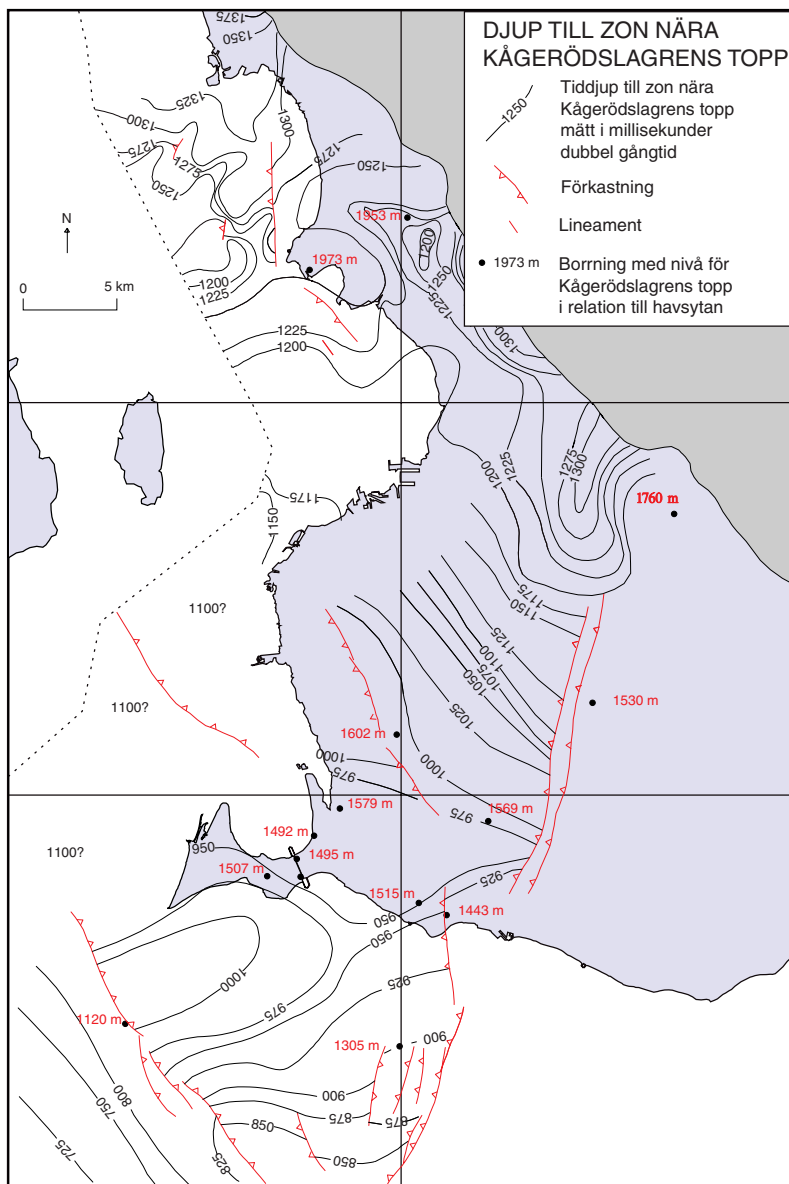 DJUP TILL ZON NÄRA
KÅGERÖDSLAGRENS TOPP
1250
Tiddjup till zon nära
Kågerödslagrens topp
mätt i millisekunder
dubbel gångtid
Förkastning
Lineament
1973 m
Borrning med nivå för
Kågerödslagrens topp
i relation till havsytan
N
0
5 km
1375
1350
1325
1300
1300
1275
1275
1250
1275
1250
1953 m
1200
1250
1225
1973 m
1200
1225
1300
1225
1200
1225
1200
1275
1300
1175
1150
1760 m
1175
1150
1100?
1125
1100
1075
1050
1025
1530 m
1100?
1602 m
1000
975
1000
1579 m
975
1569 m
1492 m
950
1100?
1495 m
1507 m
925
1515 m
950
1443 m
950
1000
925
975
1120 m
1305 m
900
900
800
750
875
875
850
825
850
725